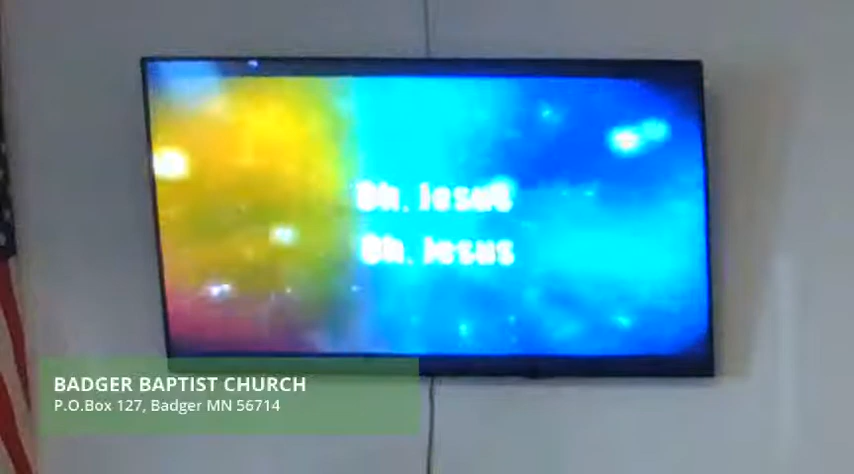 Oh, Jesus
Oh, Jesus
BADGER BAPTIST CHURCH
P.O.Box 127, Badger MN 56714